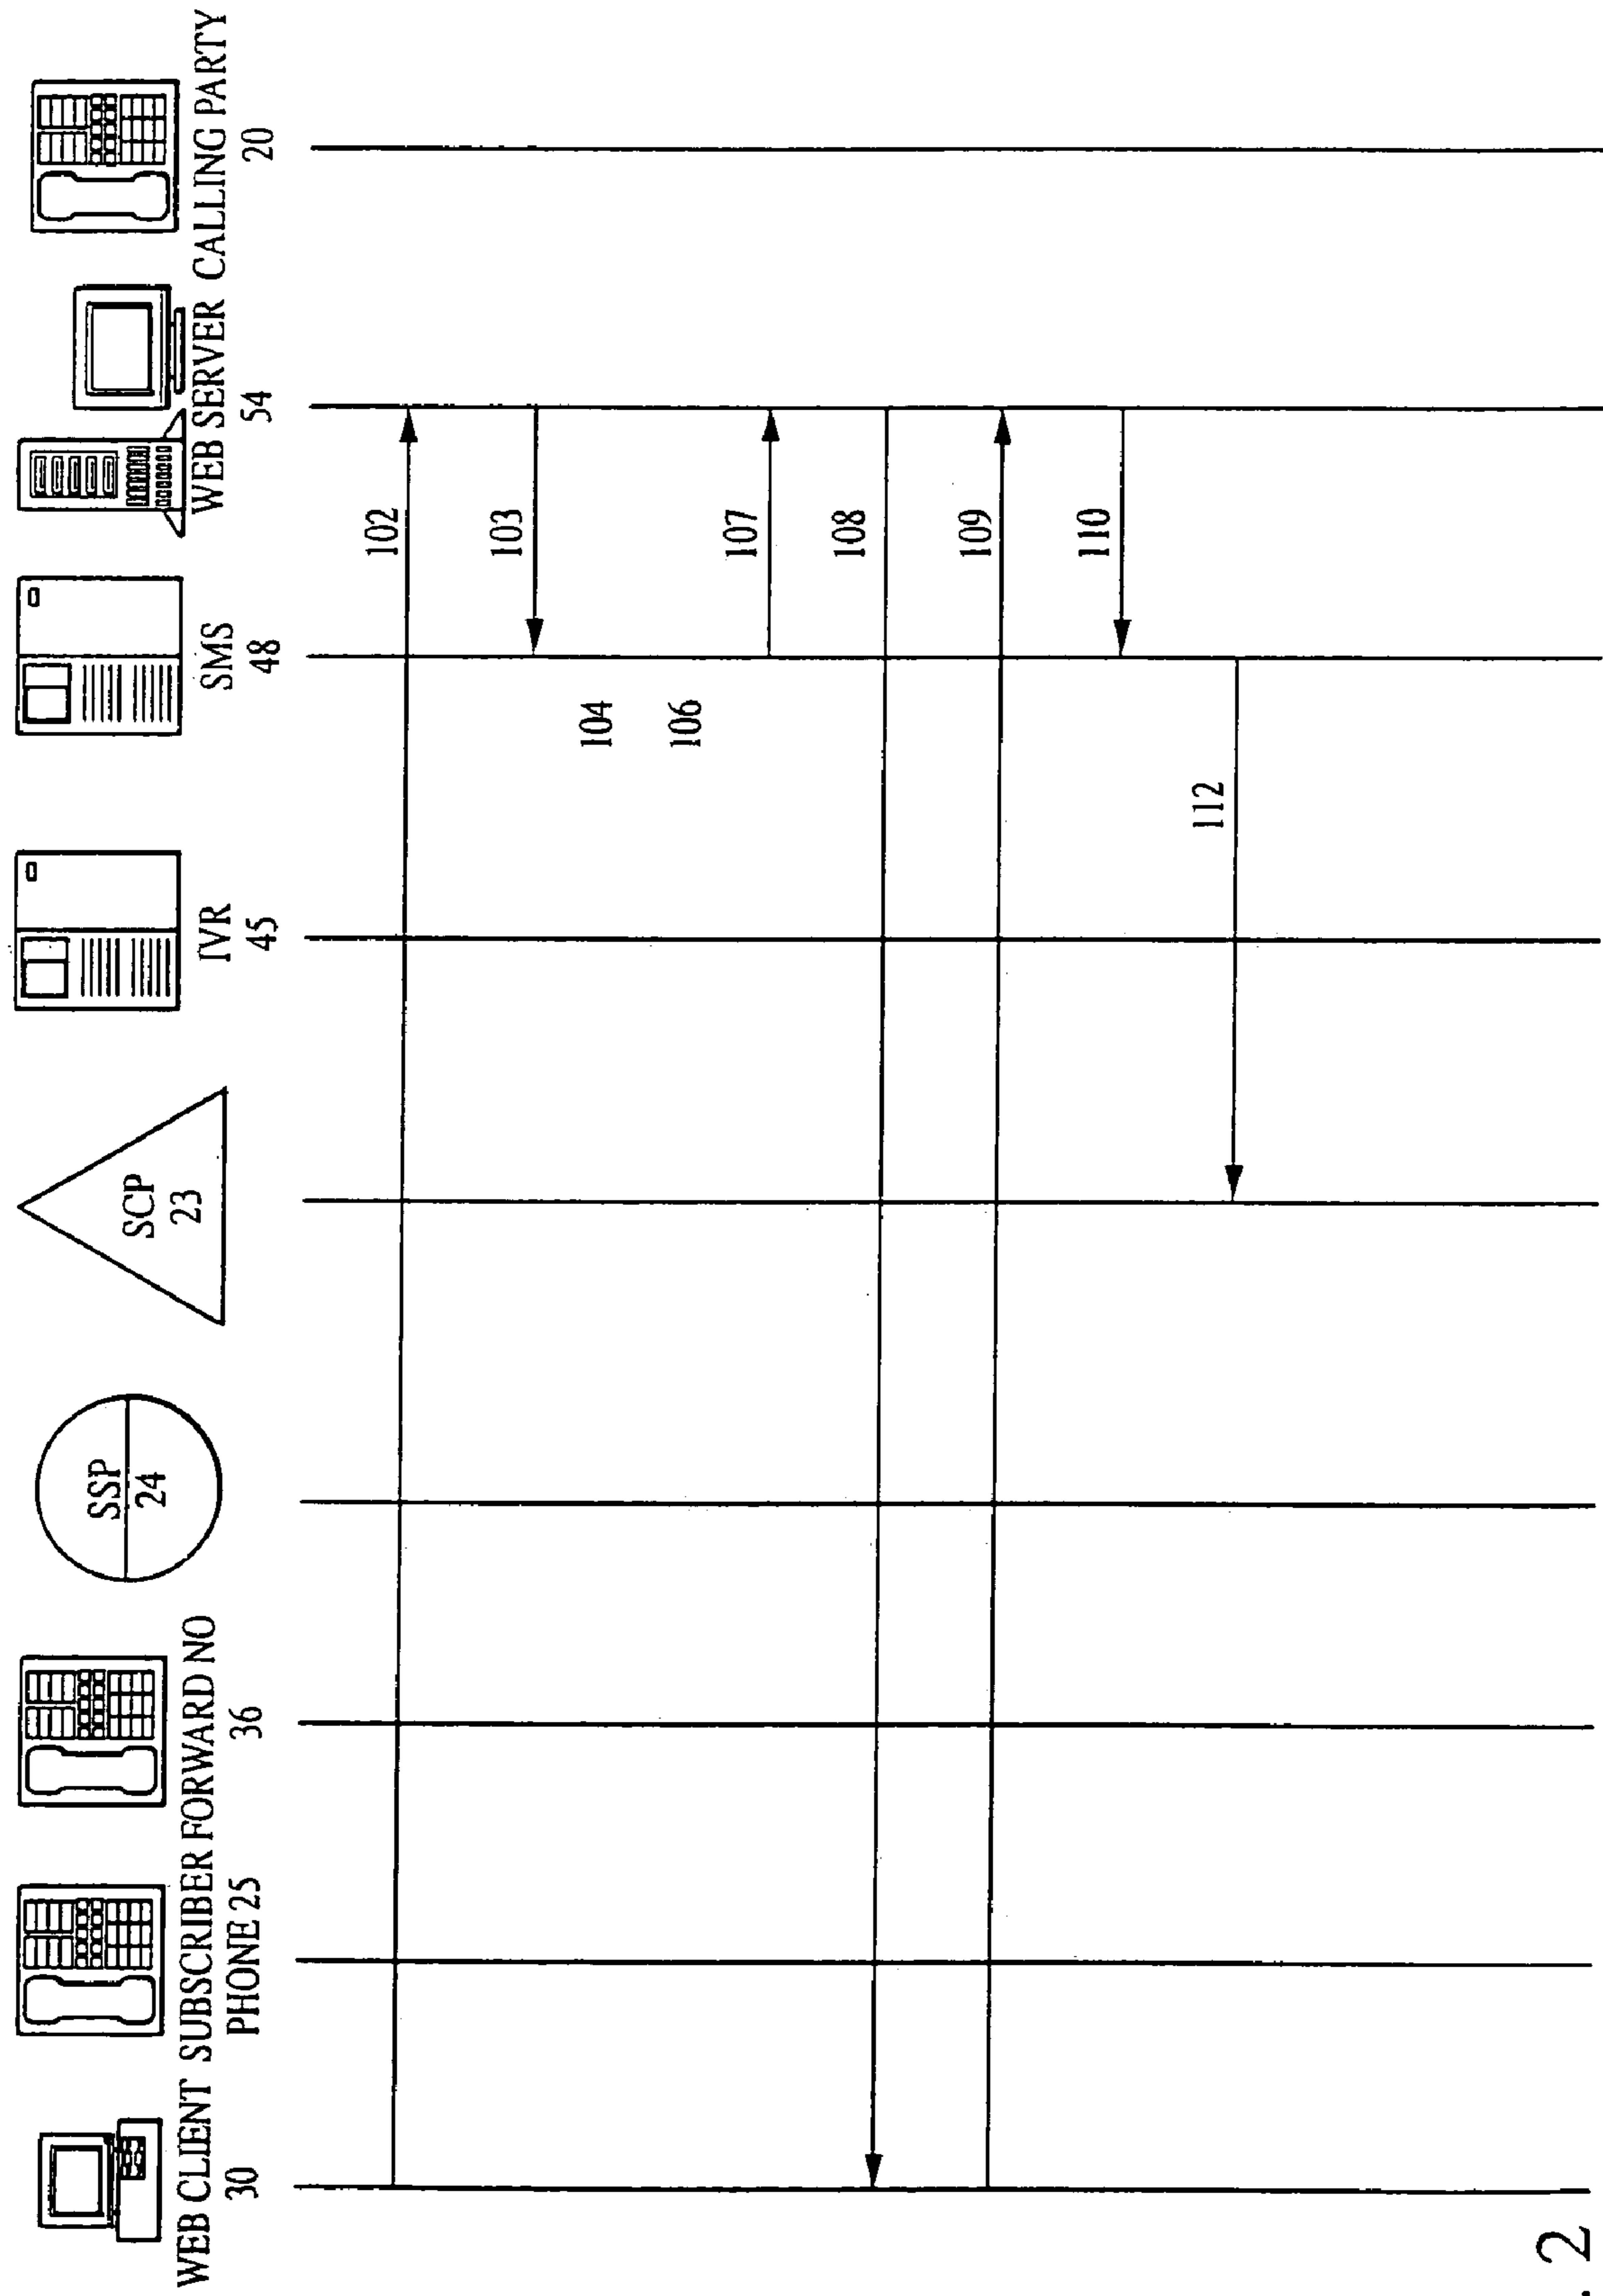 WEB CLIENT
30
SUBSCRIBER
PHONE 25
FORWARD NO
36
SSP
24
SCP
23
IVR
45
SMS
48
WEB SERVER
54
CALLING PARTY
20
102
103
104
106
107
108
109
110
112
. 2